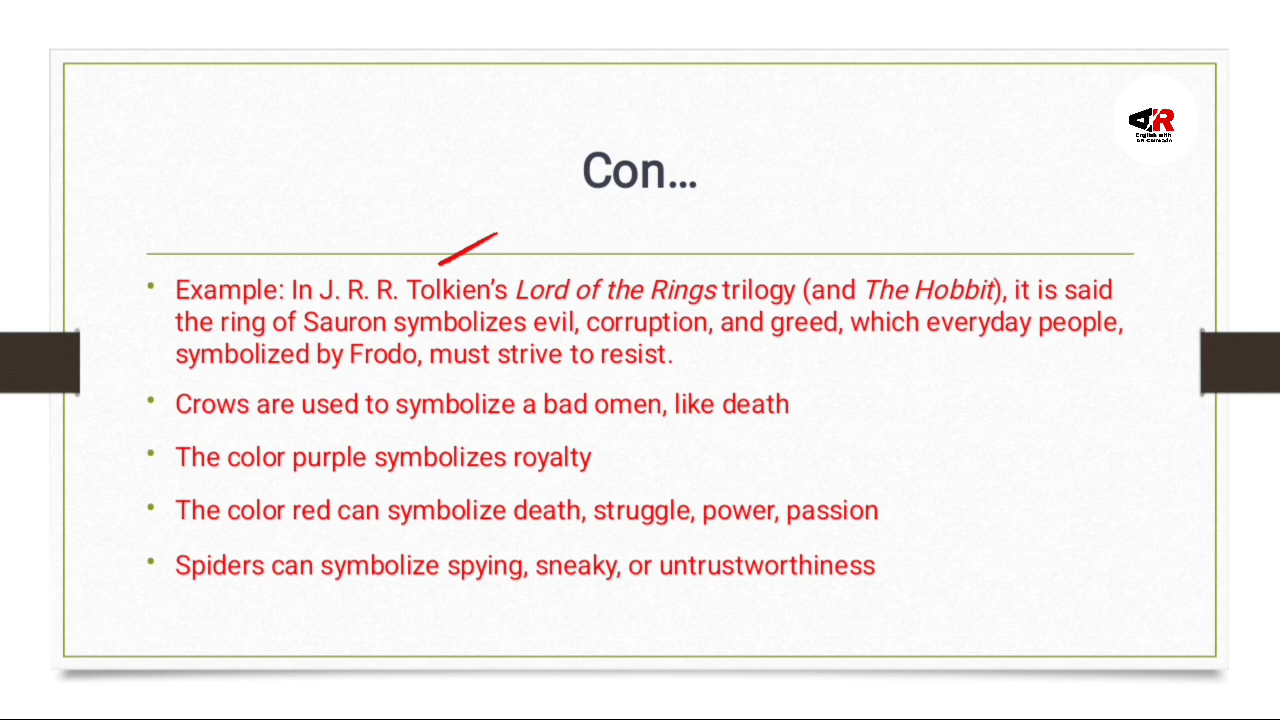 AR
English with
Con...
• Example: In J. R. R. Tolkien's Lord of the Rings trilogy (and The Hobbit), it is said
the ring of Sauron symbolizes evil, corruption, and greed, which everyday people,
symbolized by Frodo, must strive to resist.
• Crows are used to symbolize a bad omen, like death
• The color purple symbolizes royalty
• The color red can symbolize death, struggle, power, passion
• Spiders can symbolize spying, sneaky, or untrustworthiness